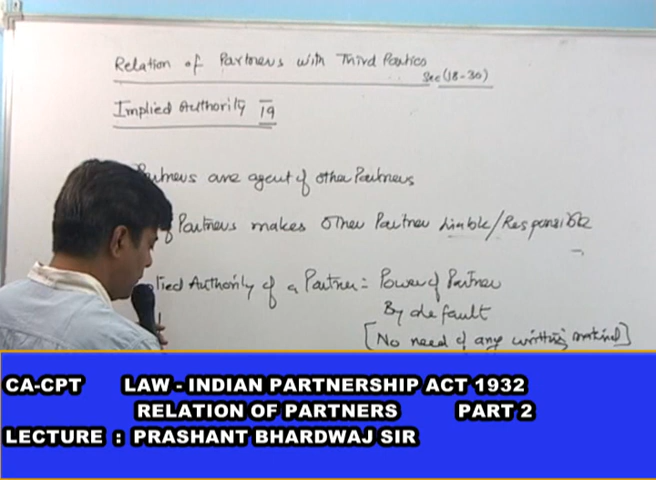 Relation of Partners with Third Parties
Sec (18-30)
Implied Authority 19
Partners are agent of other Partners
Partners makes other Partner Liable/Responsible
lied Authority of a Partner = Power of Partner
By default
[No need of any writting]
CA-CPT LAW - INDIAN PARTNERSHIP ACT 1932
RELATION OF PARTNERS PART 2
LECTURE : PRASHANT BHARDWAJ SIR